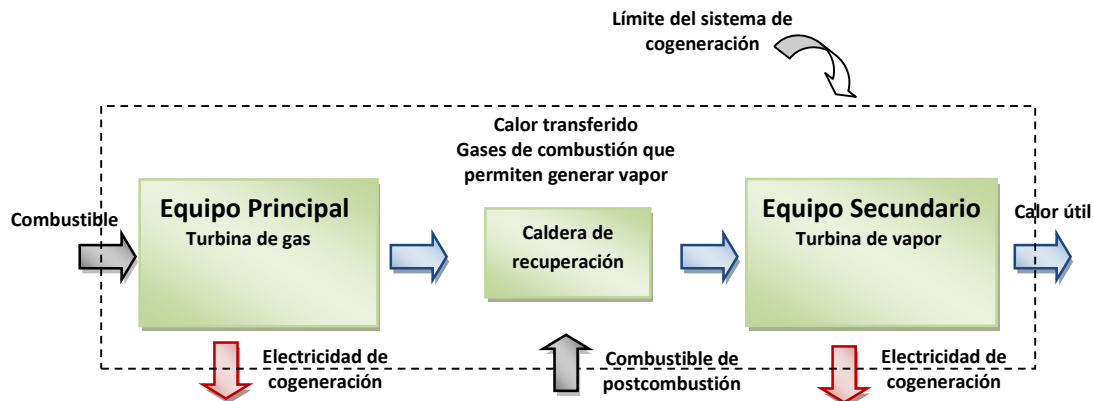 Límite del sistema de
cogeneración
Calor transferido
Gases de combustión que
permiten generar vapor
Combustible
Equipo Principal
Turbina de gas
Caldera de
recuperación
Equipo Secundario
Turbina de vapor
Calor útil
Electricidad de
cogeneración
Combustible de
postcombustión
Electricidad de
cogeneración